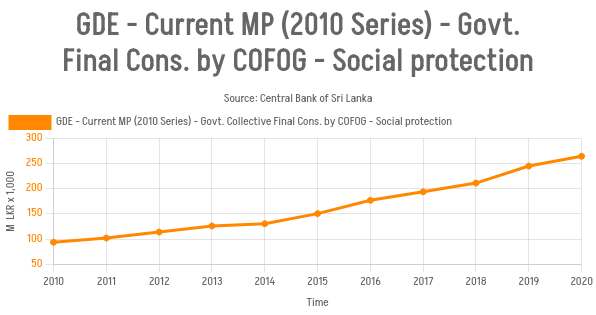 GDE - Current MP (2010 Series) - Govt.
Final Cons. by COFOG - Social protection
Source: Central Bank of Sri Lanka
GDE - Current MP (2010 Series) - Govt. Collective Final Cons. by COFOG - Social protection
300
250
200
150
100
50
M LKR x 1,000
2010 2011 2012 2013 2014 2015 2016 2017 2018 2019 2020
Time